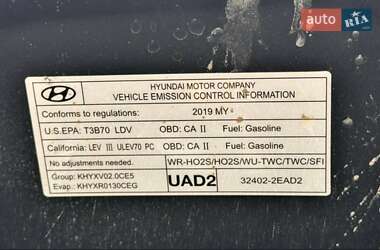 auto RIA
HYUNDAI MOTOR COMPANY
VEHICLE EMISSION CONTROL INFORMATION
Conforms to regulations: 2019 MY
U.S.EPA: T3B70 LDV OBD: CA II Fuel: Gasoline
California: LEV III ULEV70 PC OBD: CA II Fuel: Gasoline
No adjustments needed. WR-HO2S/HO2S/WU-TWC/TWC/SFI
Group: KHYXV02.0CE5
Evap.: KHYXR0130CEG
UAD2
32402-2EAD2